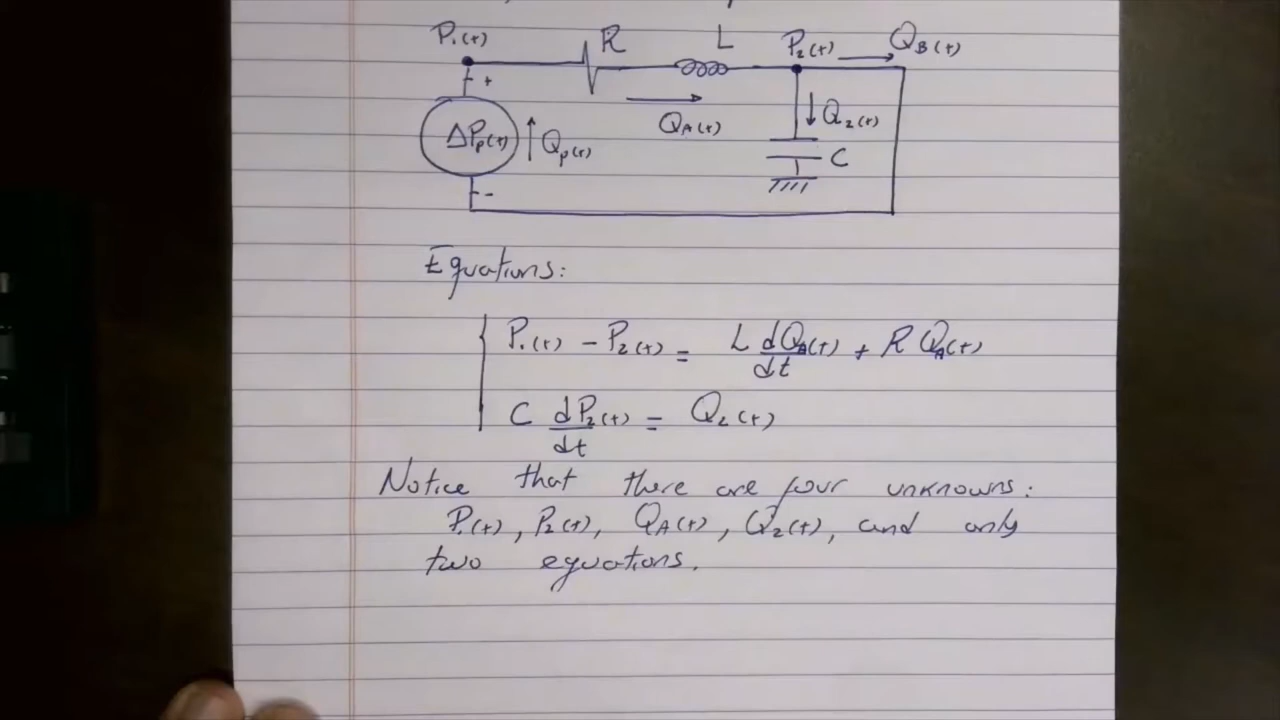 P₁(t) R L P₂(t) Q_B(t)
+
ΔP_p(t) Q_p(t) Q_A(t) Q₂(t)
C
-
Equations:
P₁(t) - P₂(t) = L dQ_A(t)/dt + R Q_A(t)
C dP₂(t)/dt = Q₂(t)
Notice that there are four unknowns:
P₁(t), P₂(t), Q_A(t), Q₂(t), and only
two equations.